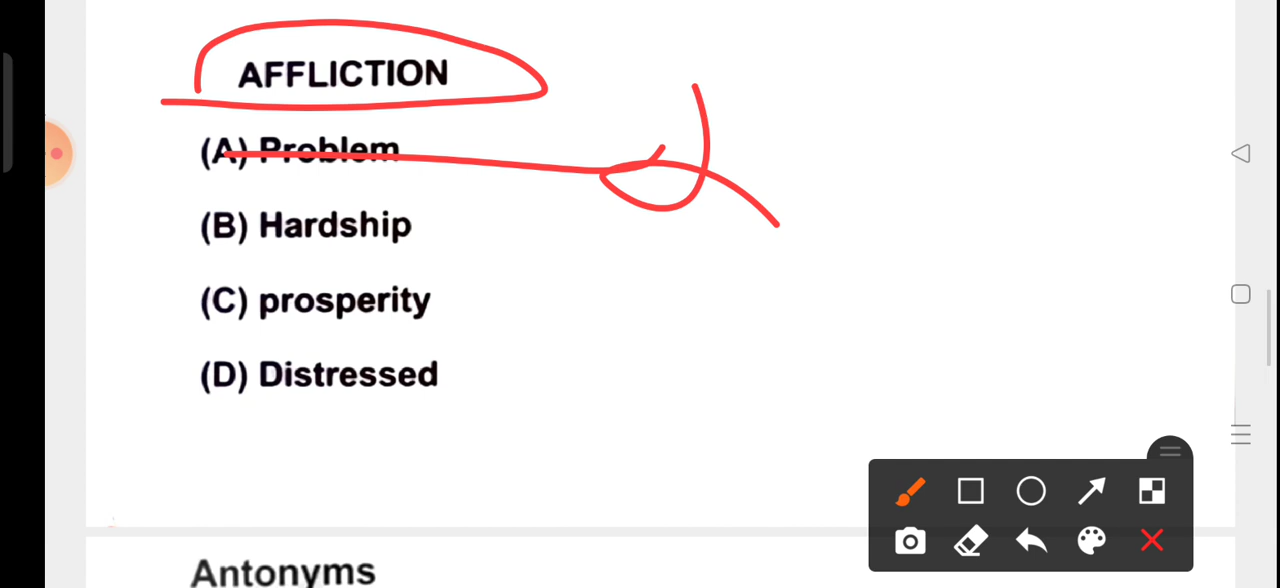 AFFLICTION
(A) Problem
(B) Hardship
(C) prosperity
(D) Distressed
Antonyms